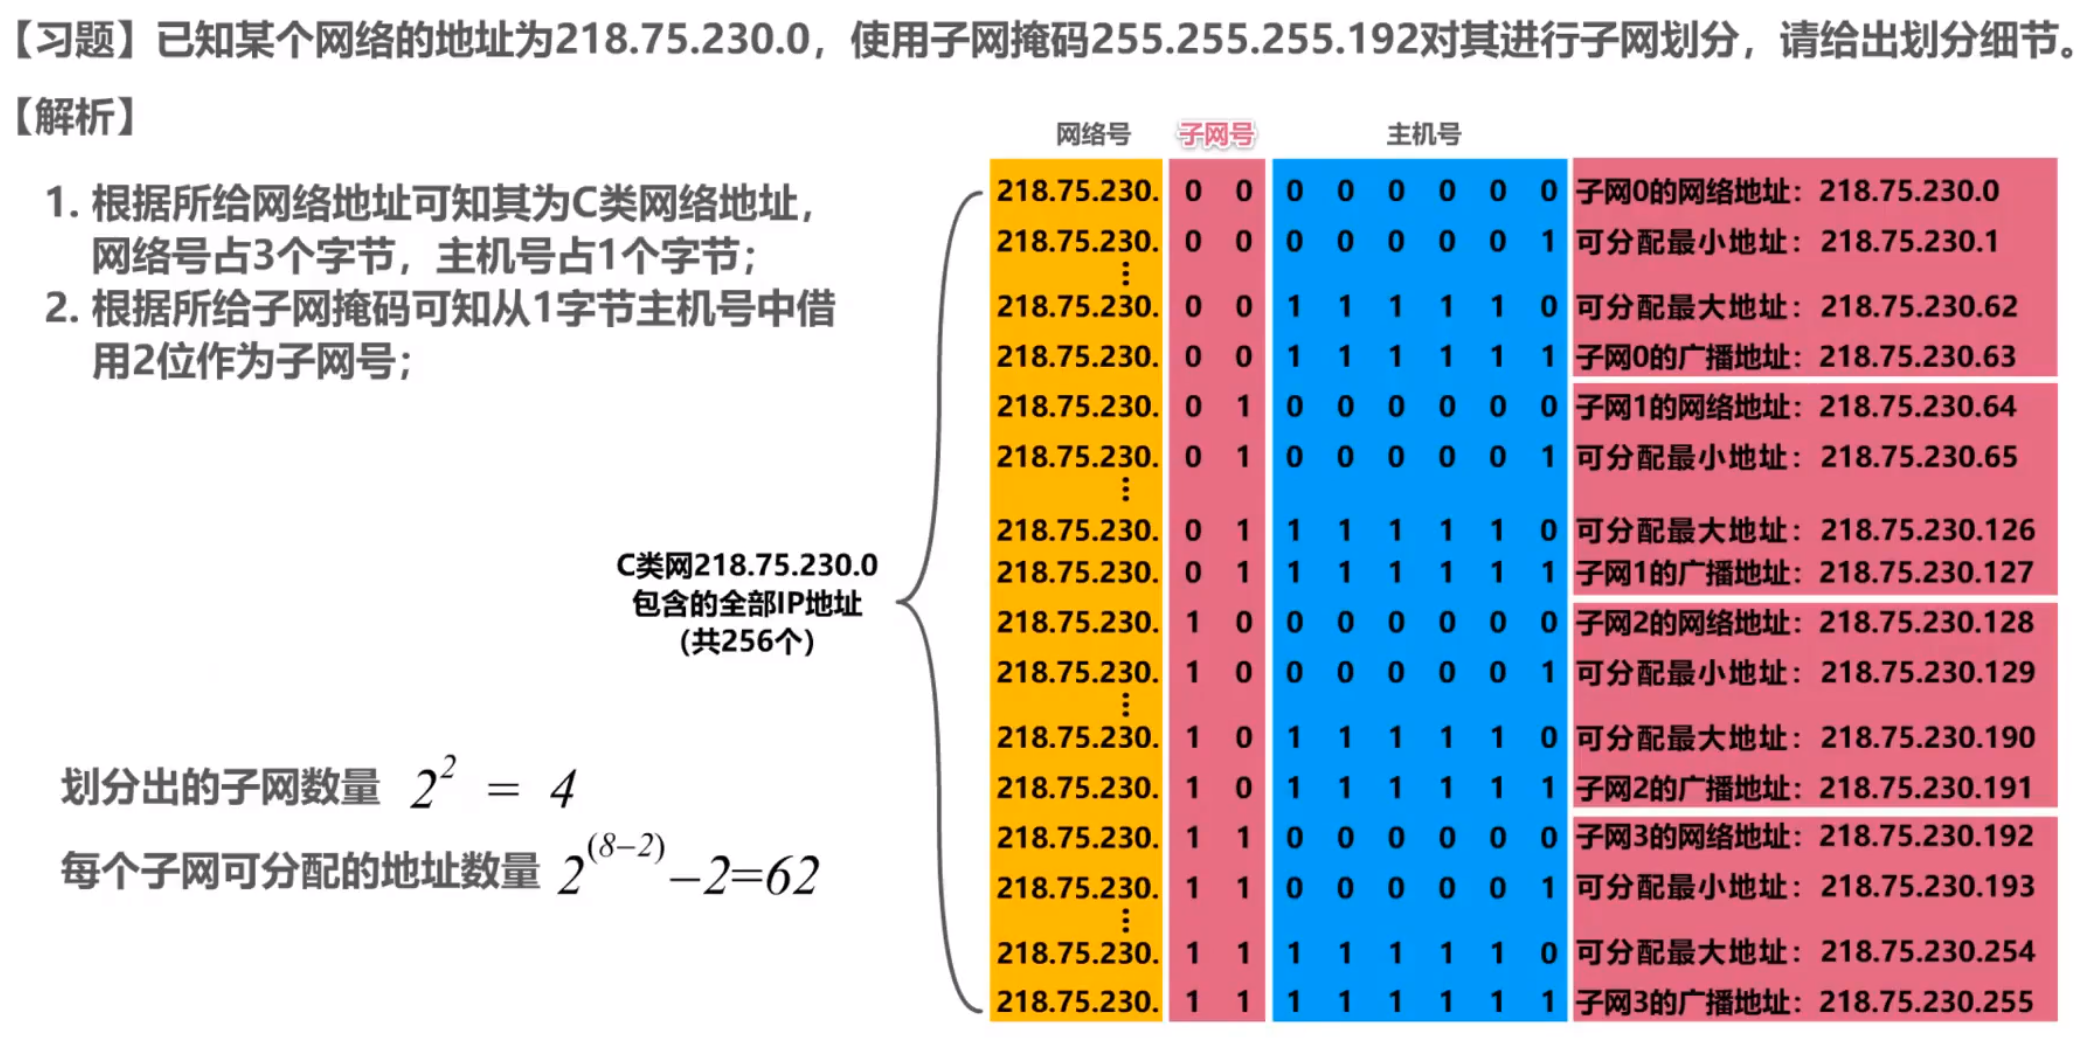 【习题】已知某个网络的地址为218.75.230.0，使用子网掩码255.255.255.192对其进行子网划分，请给出划分细节。
【解析】
1. 根据所给网络地址可知其为C类网络地址，
网络号占3个字节，主机号占1个字节；
2. 根据所给子网掩码可知从1字节主机号中借
用2位作为子网号；
划分出的子网数量 2^2 = 4
每个子网可分配的地址数量 2^(8-2) -2=62
C类网218.75.230.0
包含的全部IP地址
(共256个)
网络号 子网号 主机号
218.75.230. 0 0 0 0 0 0 0 0 子网0的网络地址：218.75.230.0
218.75.230. 0 0 0 0 0 0 0 1 可分配最小地址：218.75.230.1
⋮
218.75.230. 0 0 1 1 1 1 1 0 可分配最大地址：218.75.230.62
218.75.230. 0 0 1 1 1 1 1 1 子网0的广播地址：218.75.230.63
218.75.230. 0 1 0 0 0 0 0 0 子网1的网络地址：218.75.230.64
218.75.230. 0 1 0 0 0 0 0 1 可分配最小地址：218.75.230.65
⋮
218.75.230. 0 1 1 1 1 1 1 0 可分配最大地址：218.75.230.126
218.75.230. 0 1 1 1 1 1 1 1 子网1的广播地址：218.75.230.127
218.75.230. 1 0 0 0 0 0 0 0 子网2的网络地址：218.75.230.128
218.75.230. 1 0 0 0 0 0 0 1 可分配最小地址：218.75.230.129
⋮
218.75.230. 1 0 1 1 1 1 1 0 可分配最大地址：218.75.230.190
218.75.230. 1 0 1 1 1 1 1 1 子网2的广播地址：218.75.230.191
218.75.230. 1 1 0 0 0 0 0 0 子网3的网络地址：218.75.230.192
218.75.230. 1 1 0 0 0 0 0 1 可分配最小地址：218.75.230.193
⋮
218.75.230. 1 1 1 1 1 1 1 0 可分配最大地址：218.75.230.254
218.75.230. 1 1 1 1 1 1 1 1 子网3的广播地址：218.75.230.255